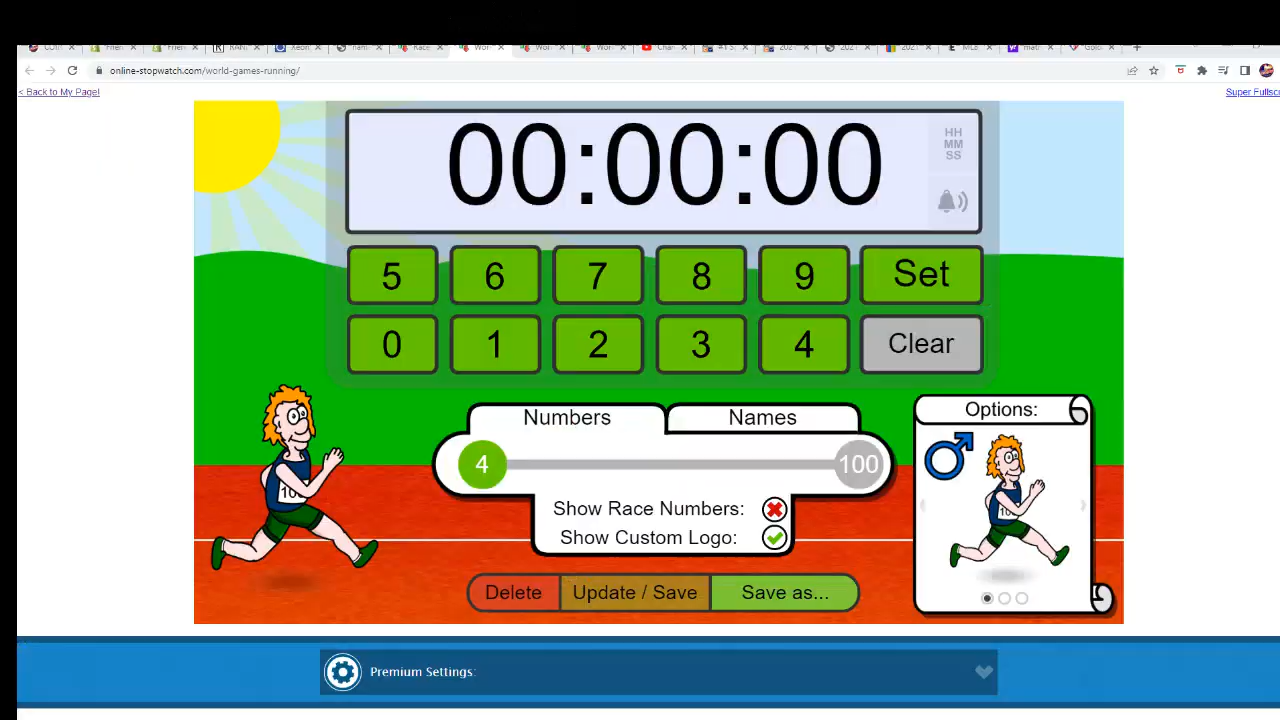 online-stopwatch.com/world-games-running/
< Back to My Page!
00:00:00
HH
MM
SS
5 6 7 8 9 Set
0 1 2 3 4 Clear
Numbers Names
Options:
4 100
Show Race Numbers:
Show Custom Logo:
Delete Update / Save Save as...
Premium Settings: